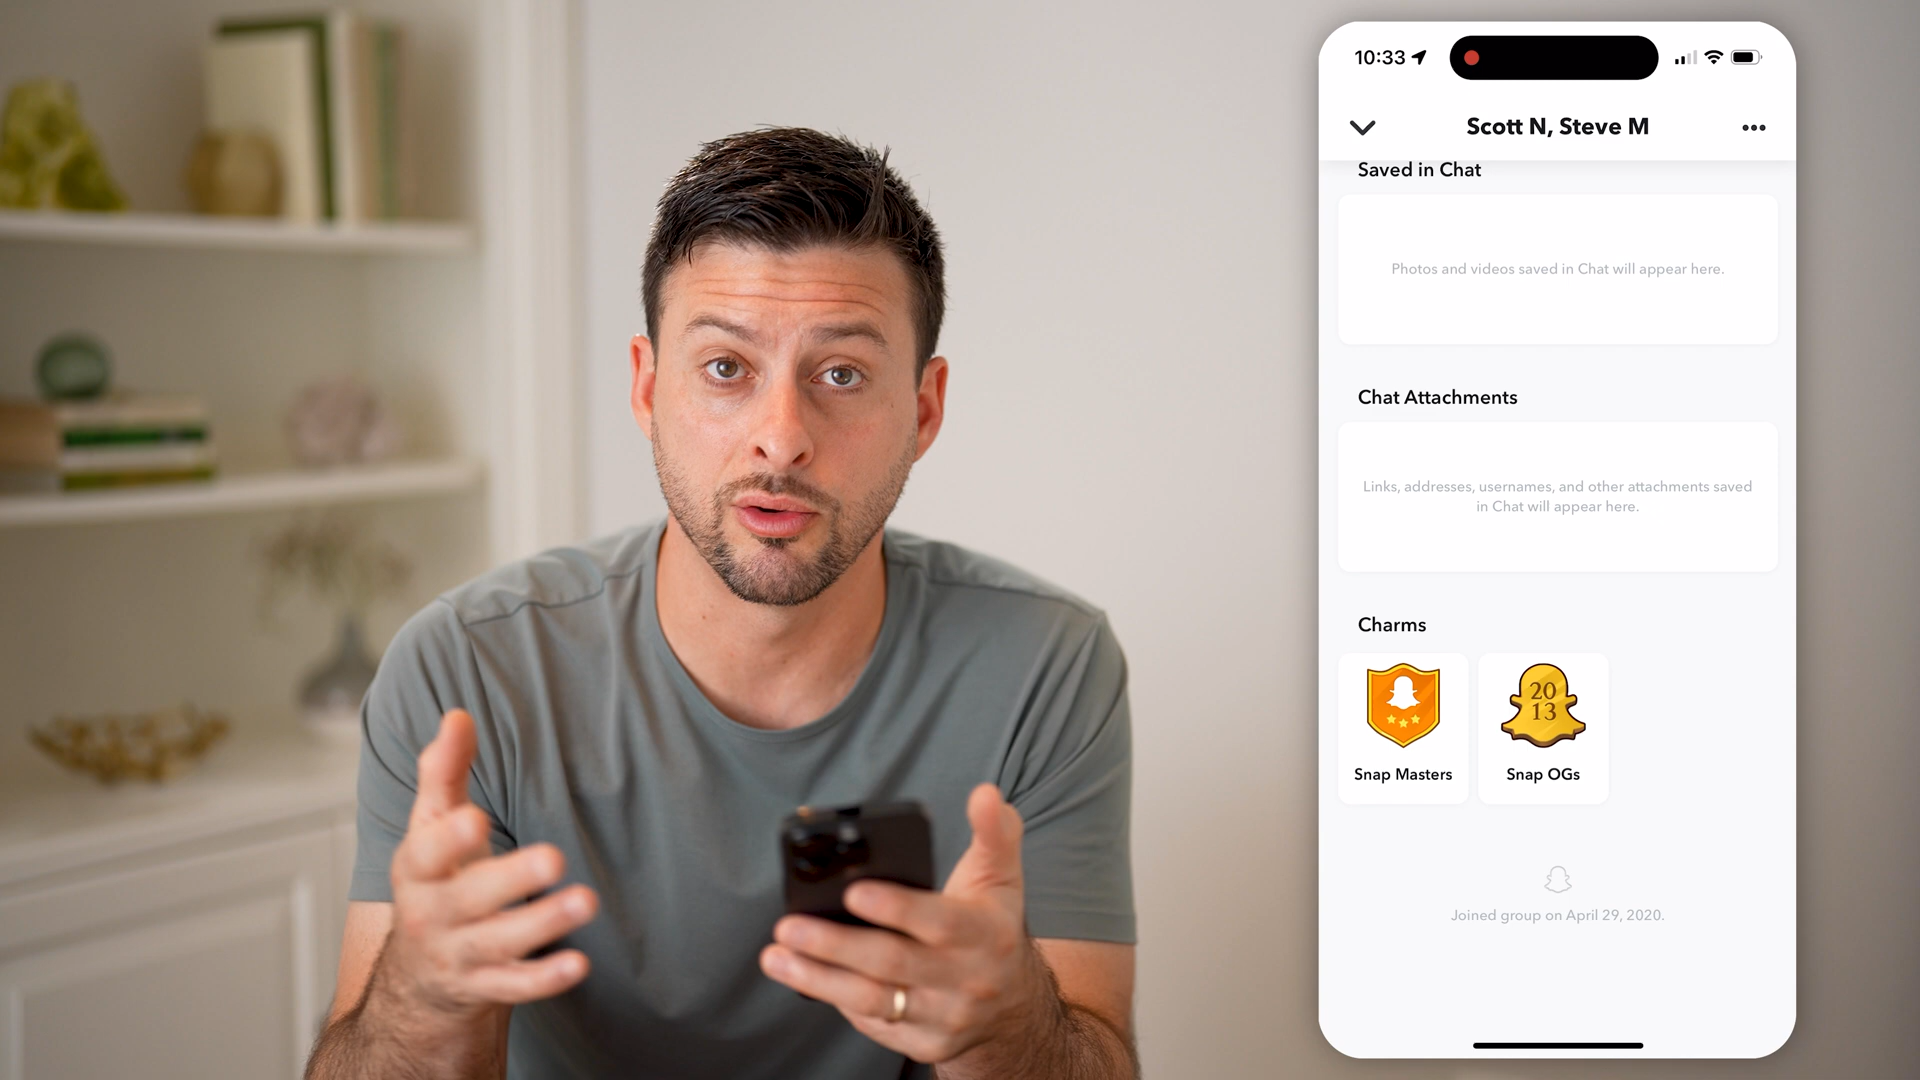 10:33
Scott N, Steve M
Saved in Chat
Photos and videos saved in Chat will appear here.
Chat Attachments
Links, addresses, usernames, and other attachments saved
in Chat will appear here.
Charms
20
13
Snap Masters
Snap OGs
Joined group on April 29, 2020.